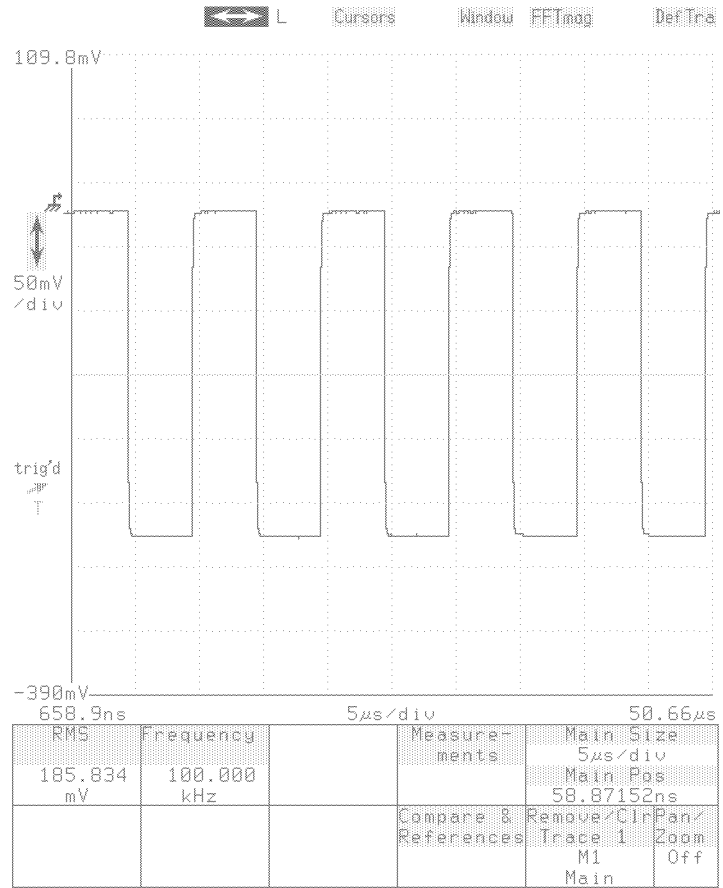 L Cursors Window FFTmag DefTra
109.8mV
50mV
/div
trig'd
T
-390mV
658.9ns 5µs/div 50.66µs
RMS Frequency Measure- Main Size
ments 5µs/div
185.834 100.000 Main Pos
mV kHz 58.87152ns
Compare & Remove/Clr Pan/
References Trace 1 Zoom
M1 Off
Main